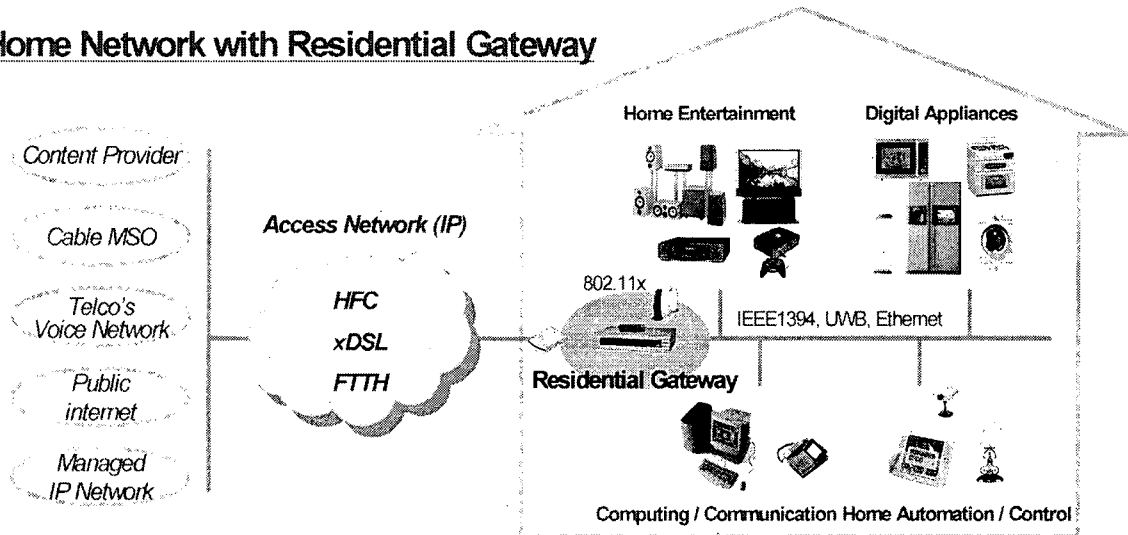 Home Network with Residential Gateway
Content Provider
Cable MSO
Telco's
Voice Network
Public
internet
Managed
IP Network
Access Network (IP)
HFC
xDSL
FTTH
Home Entertainment
Digital Appliances
802.11x
IEEE1394, UWB, Ethernet
Residential Gateway
Computing / Communication
Home Automation / Control